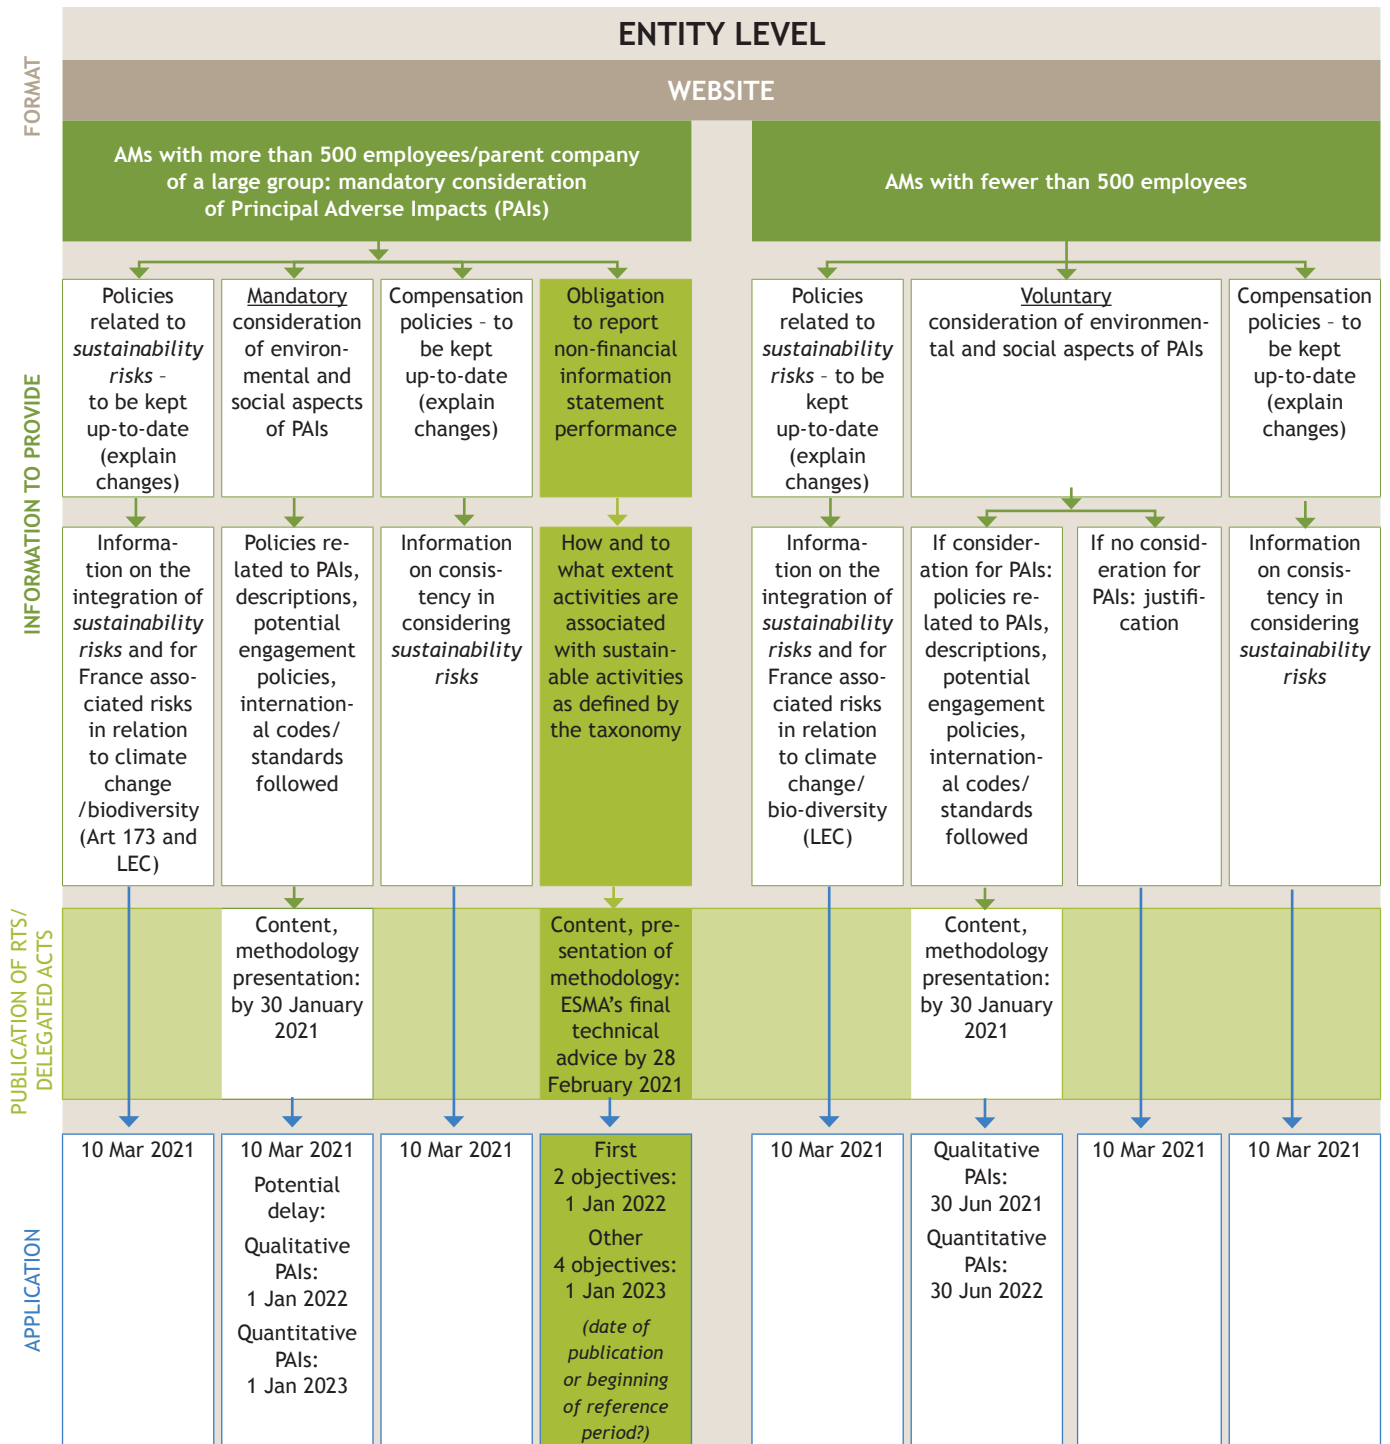 ENTITY LEVEL
FORMAT
WEBSITE
AMs with more than 500 employees/parent company
of a large group: mandatory consideration
of Principal Adverse Impacts (PAIs)
AMs with fewer than 500 employees
INFORMATION TO PROVIDE
Policies
related to
sustainability
risks –
to be kept
up-to-date
(explain
changes)
Mandatory
consideration
of environ-
mental and
social aspects
of PAIs
Compensation
policies – to
be kept
up-to-date
(explain
changes)
Obligation
to report
non-financial
information
statement
performance
Policies
related to
sustainability
risks – to be
kept
up-to-date
(explain
changes)
Voluntary
consideration of environmen-
tal and social aspects of PAIs
Compensation
policies – to
be kept
up-to-date
(explain
changes)
Informa-
tion on the
integration of
sustainability
risks and for
France asso-
ciated risks
in relation
to climate
change
/biodiversity
(Art 173 and
LEC)
Policies re-
lated to PAIs,
descriptions,
potential
engagement
policies,
internation-
al codes/
standards
followed
Information
on consis-
tency in
considering
sustainability
risks
How and to
what extent
activities are
associated
with sustain-
able activities
as defined by
the taxonomy
Informa-
tion on the
integration of
sustainability
risks and for
France asso-
ciated risks
in relation
to climate
change/
bio-diversity
(LEC)
If consider-
ation for PAIs:
policies re-
lated to PAIs,
descriptions,
potential
engagement
policies,
internation-
al codes/
standards
followed
If no consid-
eration for
PAIs: justifi-
cation
Information
on consis-
tency in
considering
sustainability
risks
PUBLICATION OF RTS/
DELEGATED ACTS
Content,
methodology
presentation:
by 30 January
2021
Content, pre-
sentation of
methodology:
ESMA's final
technical
advice by 28
February 2021
Content,
methodology
presentation:
by 30 January
2021
APPLICATION
10 Mar 2021
10 Mar 2021
Potential
delay:
Qualitative
PAIs:
1 Jan 2022
Quantitative
PAIs:
1 Jan 2023
10 Mar 2021
First
2 objectives:
1 Jan 2022
Other
4 objectives:
1 Jan 2023
(date of
publication
or beginning
of reference
period?)
10 Mar 2021
Qualitative
PAIs:
30 Jun 2021
Quantitative
PAIs:
30 Jun 2022
10 Mar 2021
10 Mar 2021